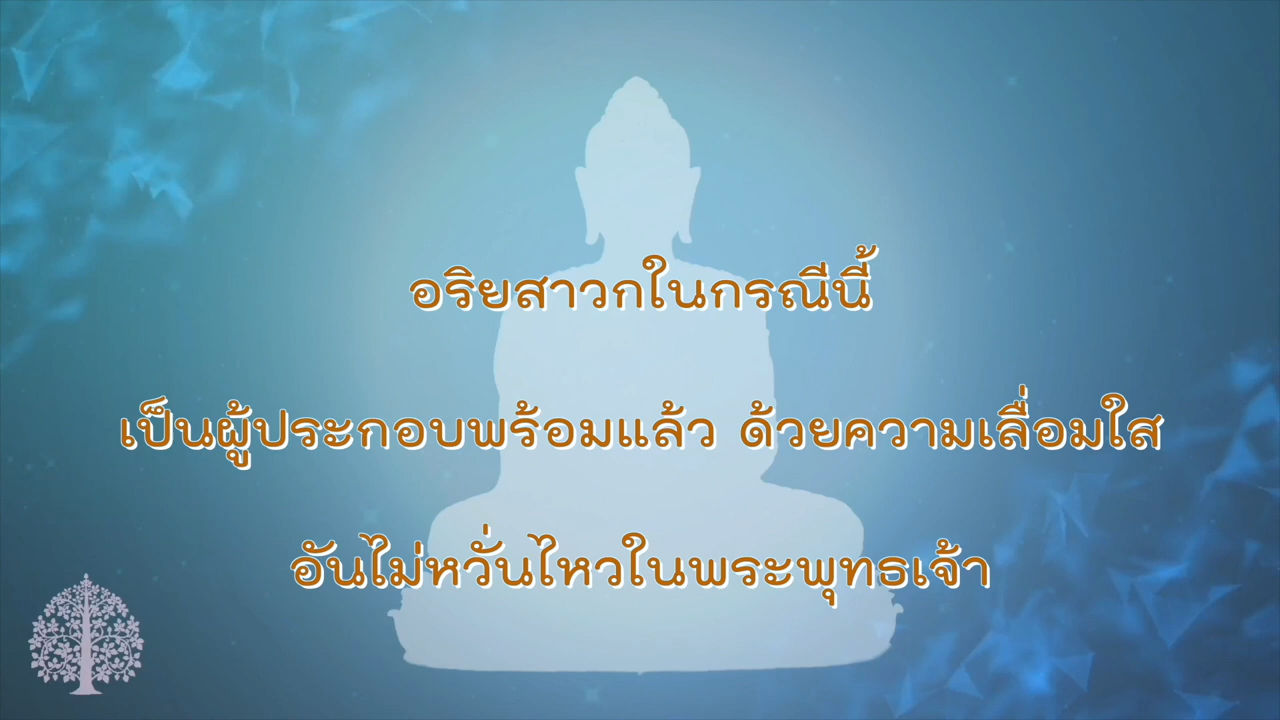 อริยสาวกในกรณีนี้
เป็นผู้ประกอบพร้อมแล้ว ด้วยความเลื่อมใส
อันไม่หวั่นไหวในพระพุทธเจ้า